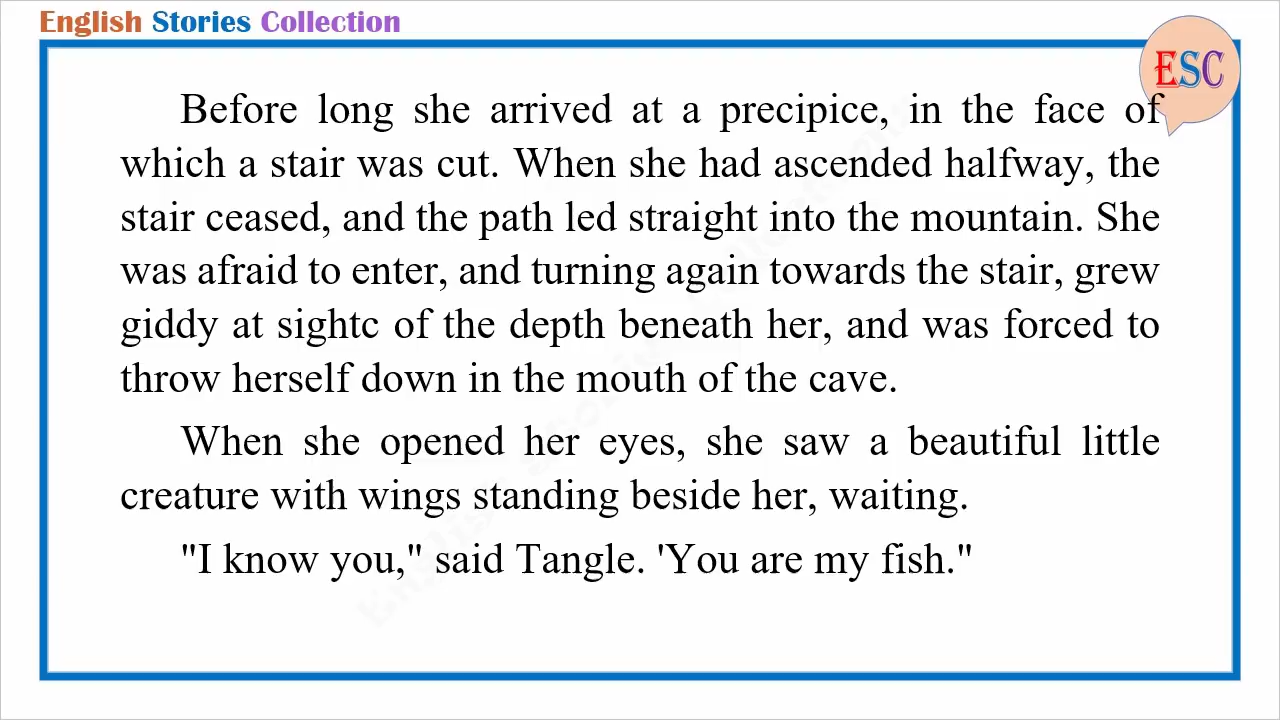 English Stories Collection
ESC
Before long she arrived at a precipice, in the face of
which a stair was cut. When she had ascended halfway, the
stair ceased, and the path led straight into the mountain. She
was afraid to enter, and turning again towards the stair, grew
giddy at sightc of the depth beneath her, and was forced to
throw herself down in the mouth of the cave.
When she opened her eyes, she saw a beautiful little
creature with wings standing beside her, waiting.
"I know you," said Tangle. 'You are my fish."